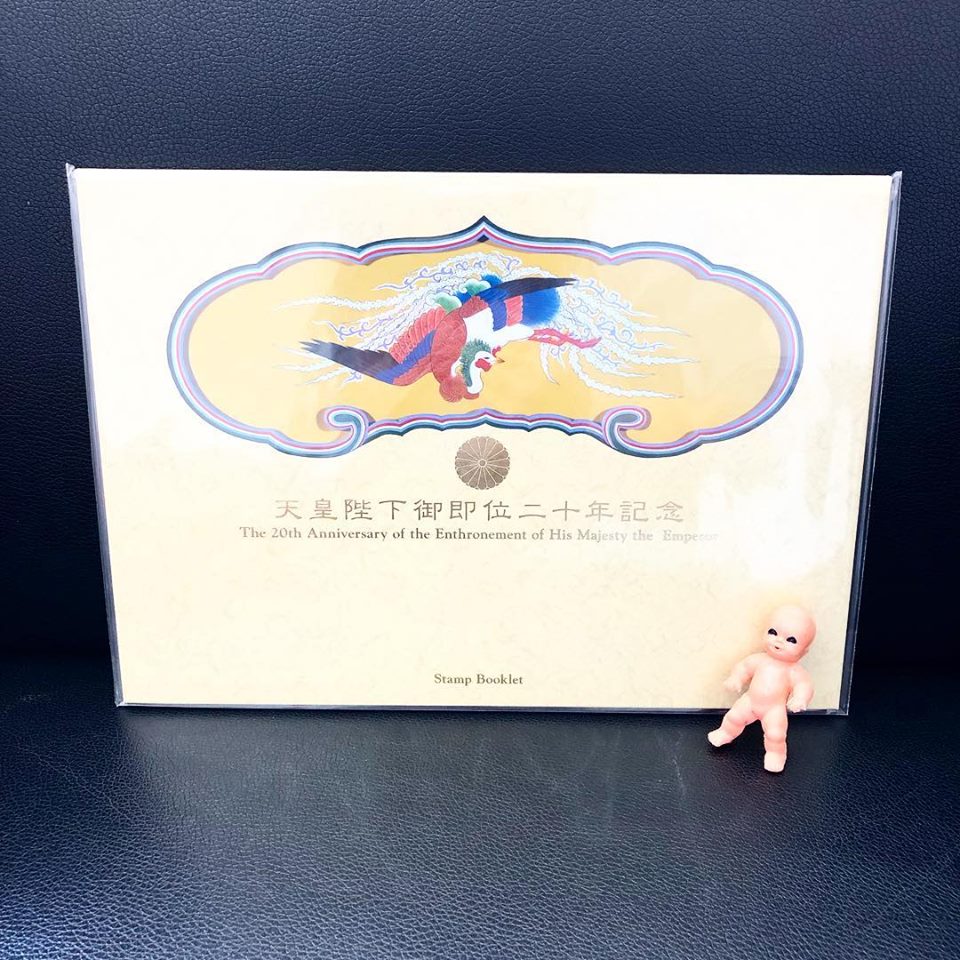 天皇陛下御即位二十年記念
The 20th Anniversary of the Enthronement of His Majesty the Emperor
Stamp Booklet